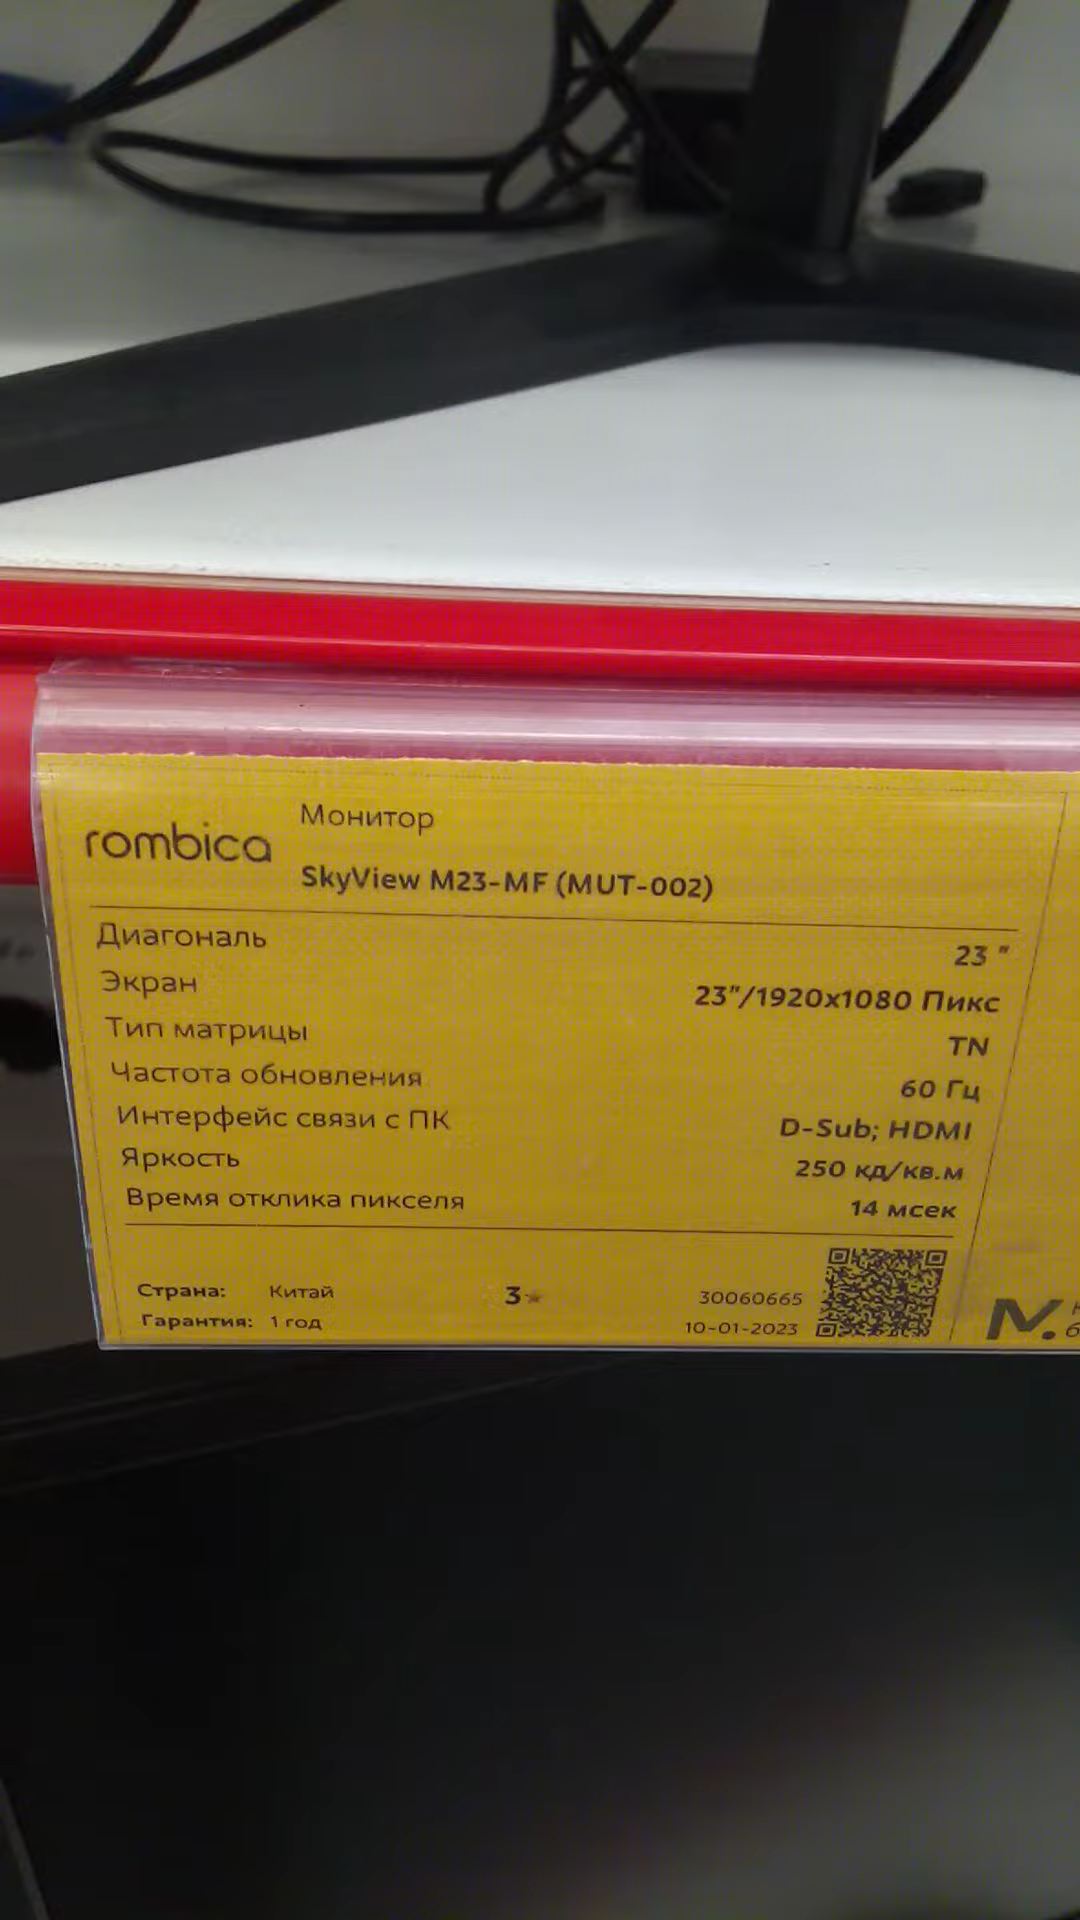 rombica
Монитор
SkyView M23-MF (MUT-002)
Диагональ 23 "
Экран 23"/1920x1080 Пикс
Тип матрицы TN
Частота обновления 60 Гц
Интерфейс связи с ПК D-Sub; HDMI
Яркость 250 кд/кв.м
Время отклика пикселя 14 мсек
Страна: Китай 3★ 30060665
Гарантия: 1 год 10-01-2023
M.